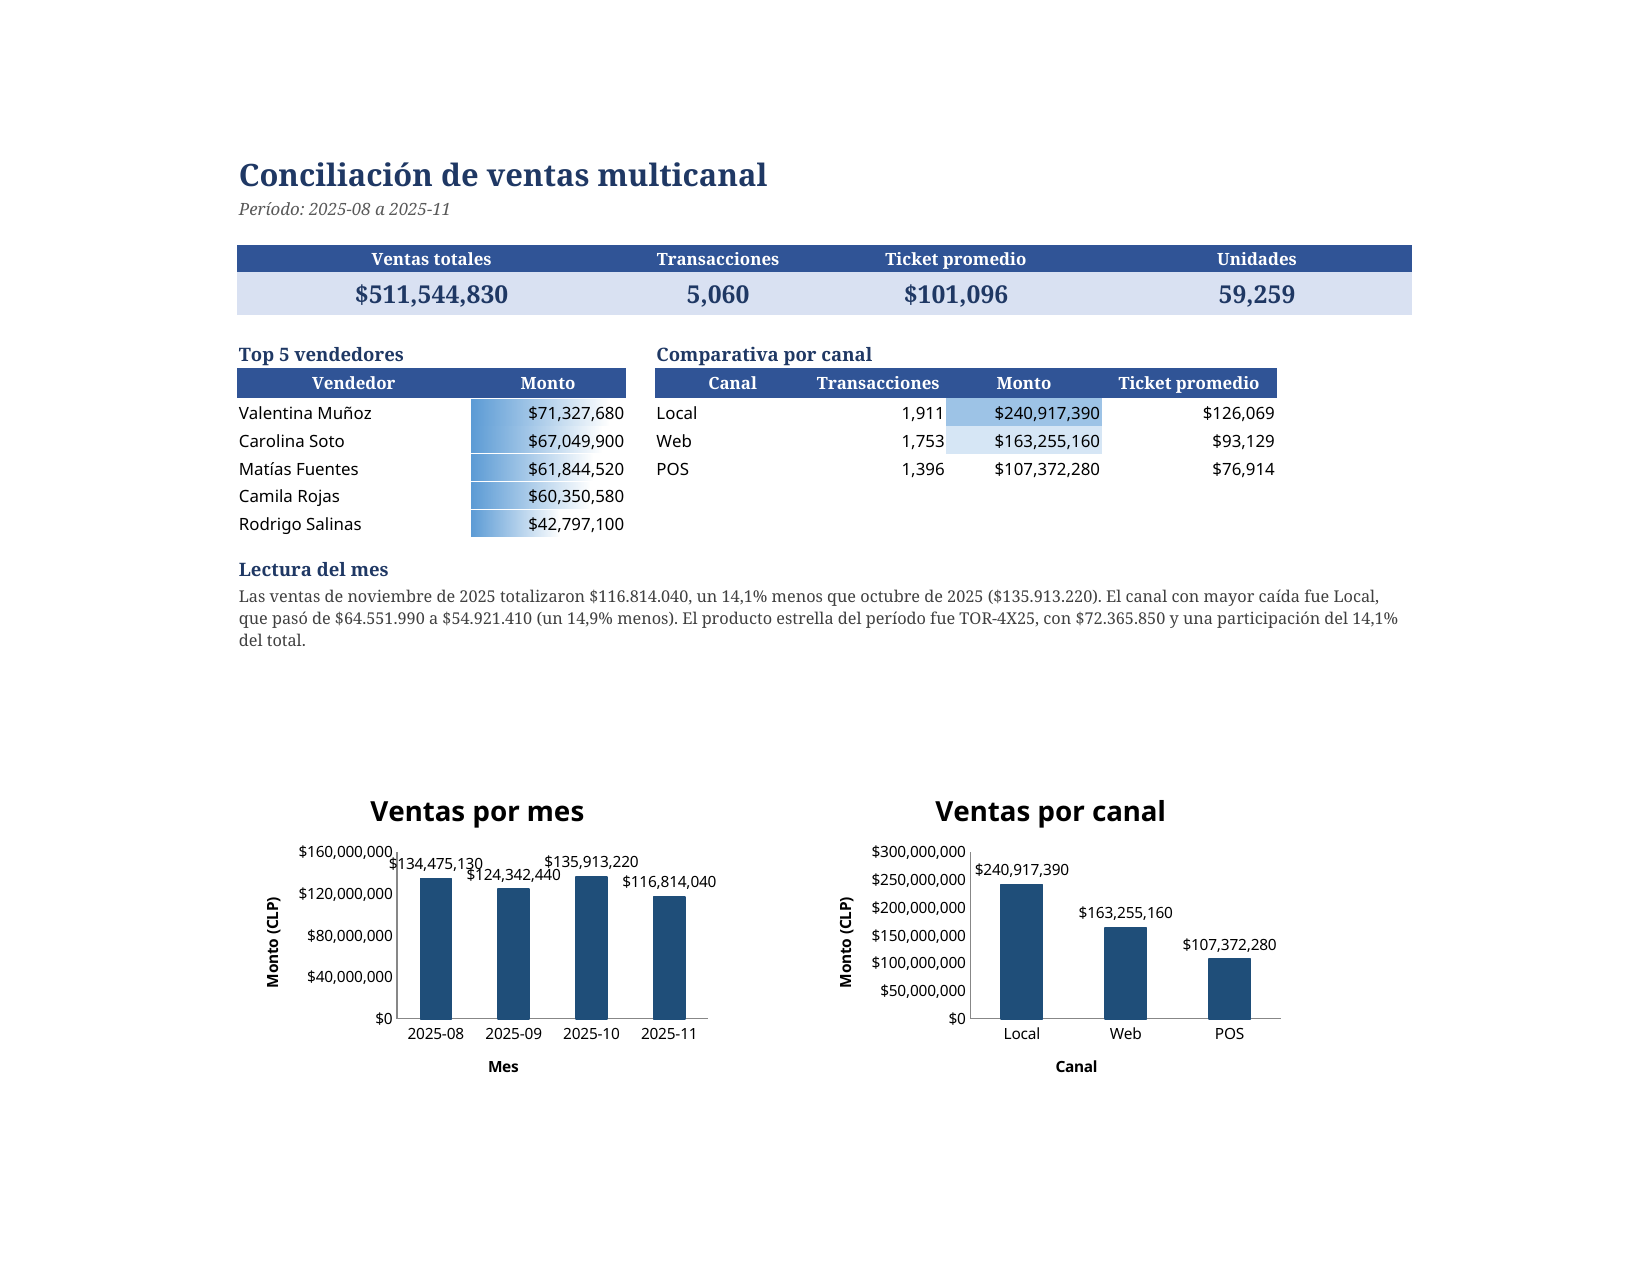 Conciliación de ventas multicanal
Período: 2025-08 a 2025-11
Ventas totales Transacciones Ticket promedio Unidades
$511,544,830 5,060 $101,096 59,259
Top 5 vendedores Comparativa por canal
Vendedor Monto Canal Transacciones Monto Ticket promedio
Valentina Muñoz $71,327,680 Local 1,911 $240,917,390 $126,069
Carolina Soto $67,049,900 Web 1,753 $163,255,160 $93,129
Matías Fuentes $61,844,520 POS 1,396 $107,372,280 $76,914
Camila Rojas $60,350,580
Rodrigo Salinas $42,797,100
Lectura del mes
Las ventas de noviembre de 2025 totalizaron $116.814.040, un 14,1% menos que octubre de 2025 ($135.913.220). El canal con mayor caída fue Local,
que pasó de $64.551.990 a $54.921.410 (un 14,9% menos). El producto estrella del período fue TOR-4X25, con $72.365.850 y una participación del 14,1%
del total.
Ventas por mes
$160,000,000
$120,000,000
$80,000,000
$40,000,000
$0
Monto (CLP)
$134,475,130
$124,342,440
$135,913,220
$116,814,040
2025-08 2025-09 2025-10 2025-11
Mes
Ventas por canal
$300,000,000
$250,000,000
$200,000,000
$150,000,000
$100,000,000
$50,000,000
$0
Monto (CLP)
$240,917,390
$163,255,160
$107,372,280
Local Web POS
Canal